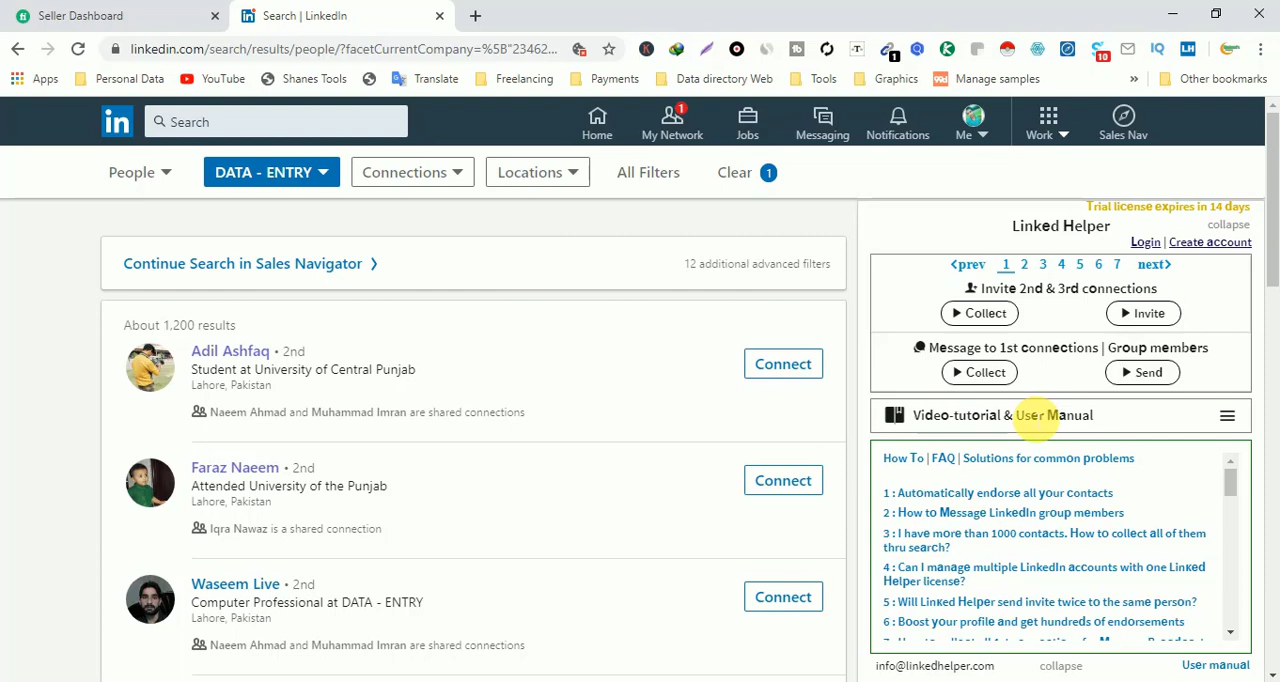 Seller Dashboard
Search | LinkedIn
linkedin.com/search/results/people/?facetCurrentCompany=%5B"23462...
1
10
IQ
LH
Apps
Personal Data
YouTube
Shanes Tools
Translate
Freelancing
Payments
Data directory Web
Tools
Graphics
Manage samples
»
Other bookmarks
in
Search
Home
1
My Network
Jobs
Messaging
Notifications
Me
Work
Sales Nav
People
DATA - ENTRY
Connections
Locations
All Filters
Clear 1
Continue Search in Sales Navigator
12 additional advanced filters
About 1,200 results
Adil Ashfaq • 2nd
Student at University of Central Punjab
Lahore, Pakistan
Naeem Ahmad and Muhammad Imran are shared connections
Connect
Faraz Naeem • 2nd
Attended University of the Punjab
Lahore, Pakistan
Iqra Nawaz is a shared connection
Connect
Waseem Live • 2nd
Computer Professional at DATA - ENTRY
Lahore, Pakistan
Naeem Ahmad and Muhammad Imran are shared connections
Connect
Trial license expires in 14 days
Linked Helper
collapse
Login | Create account
<prev 1 2 3 4 5 6 7 next>
Invite 2nd & 3rd connections
Collect
Invite
Message to 1st connections | Group members
Collect
Send
Video-tutorial & User Manual
How To | FAQ | Solutions for common problems
1 : Automatically endorse all your contacts
2 : How to Message LinkedIn group members
3 : I have more than 1000 contacts. How to collect all of them
thru search?
4 : Can I manage multiple LinkedIn accounts with one Linked
Helper license?
5 : Will Linked Helper send invite twice to the same person?
6 : Boost your profile and get hundreds of endorsements
info@linkedhelper.com
collapse
User manual